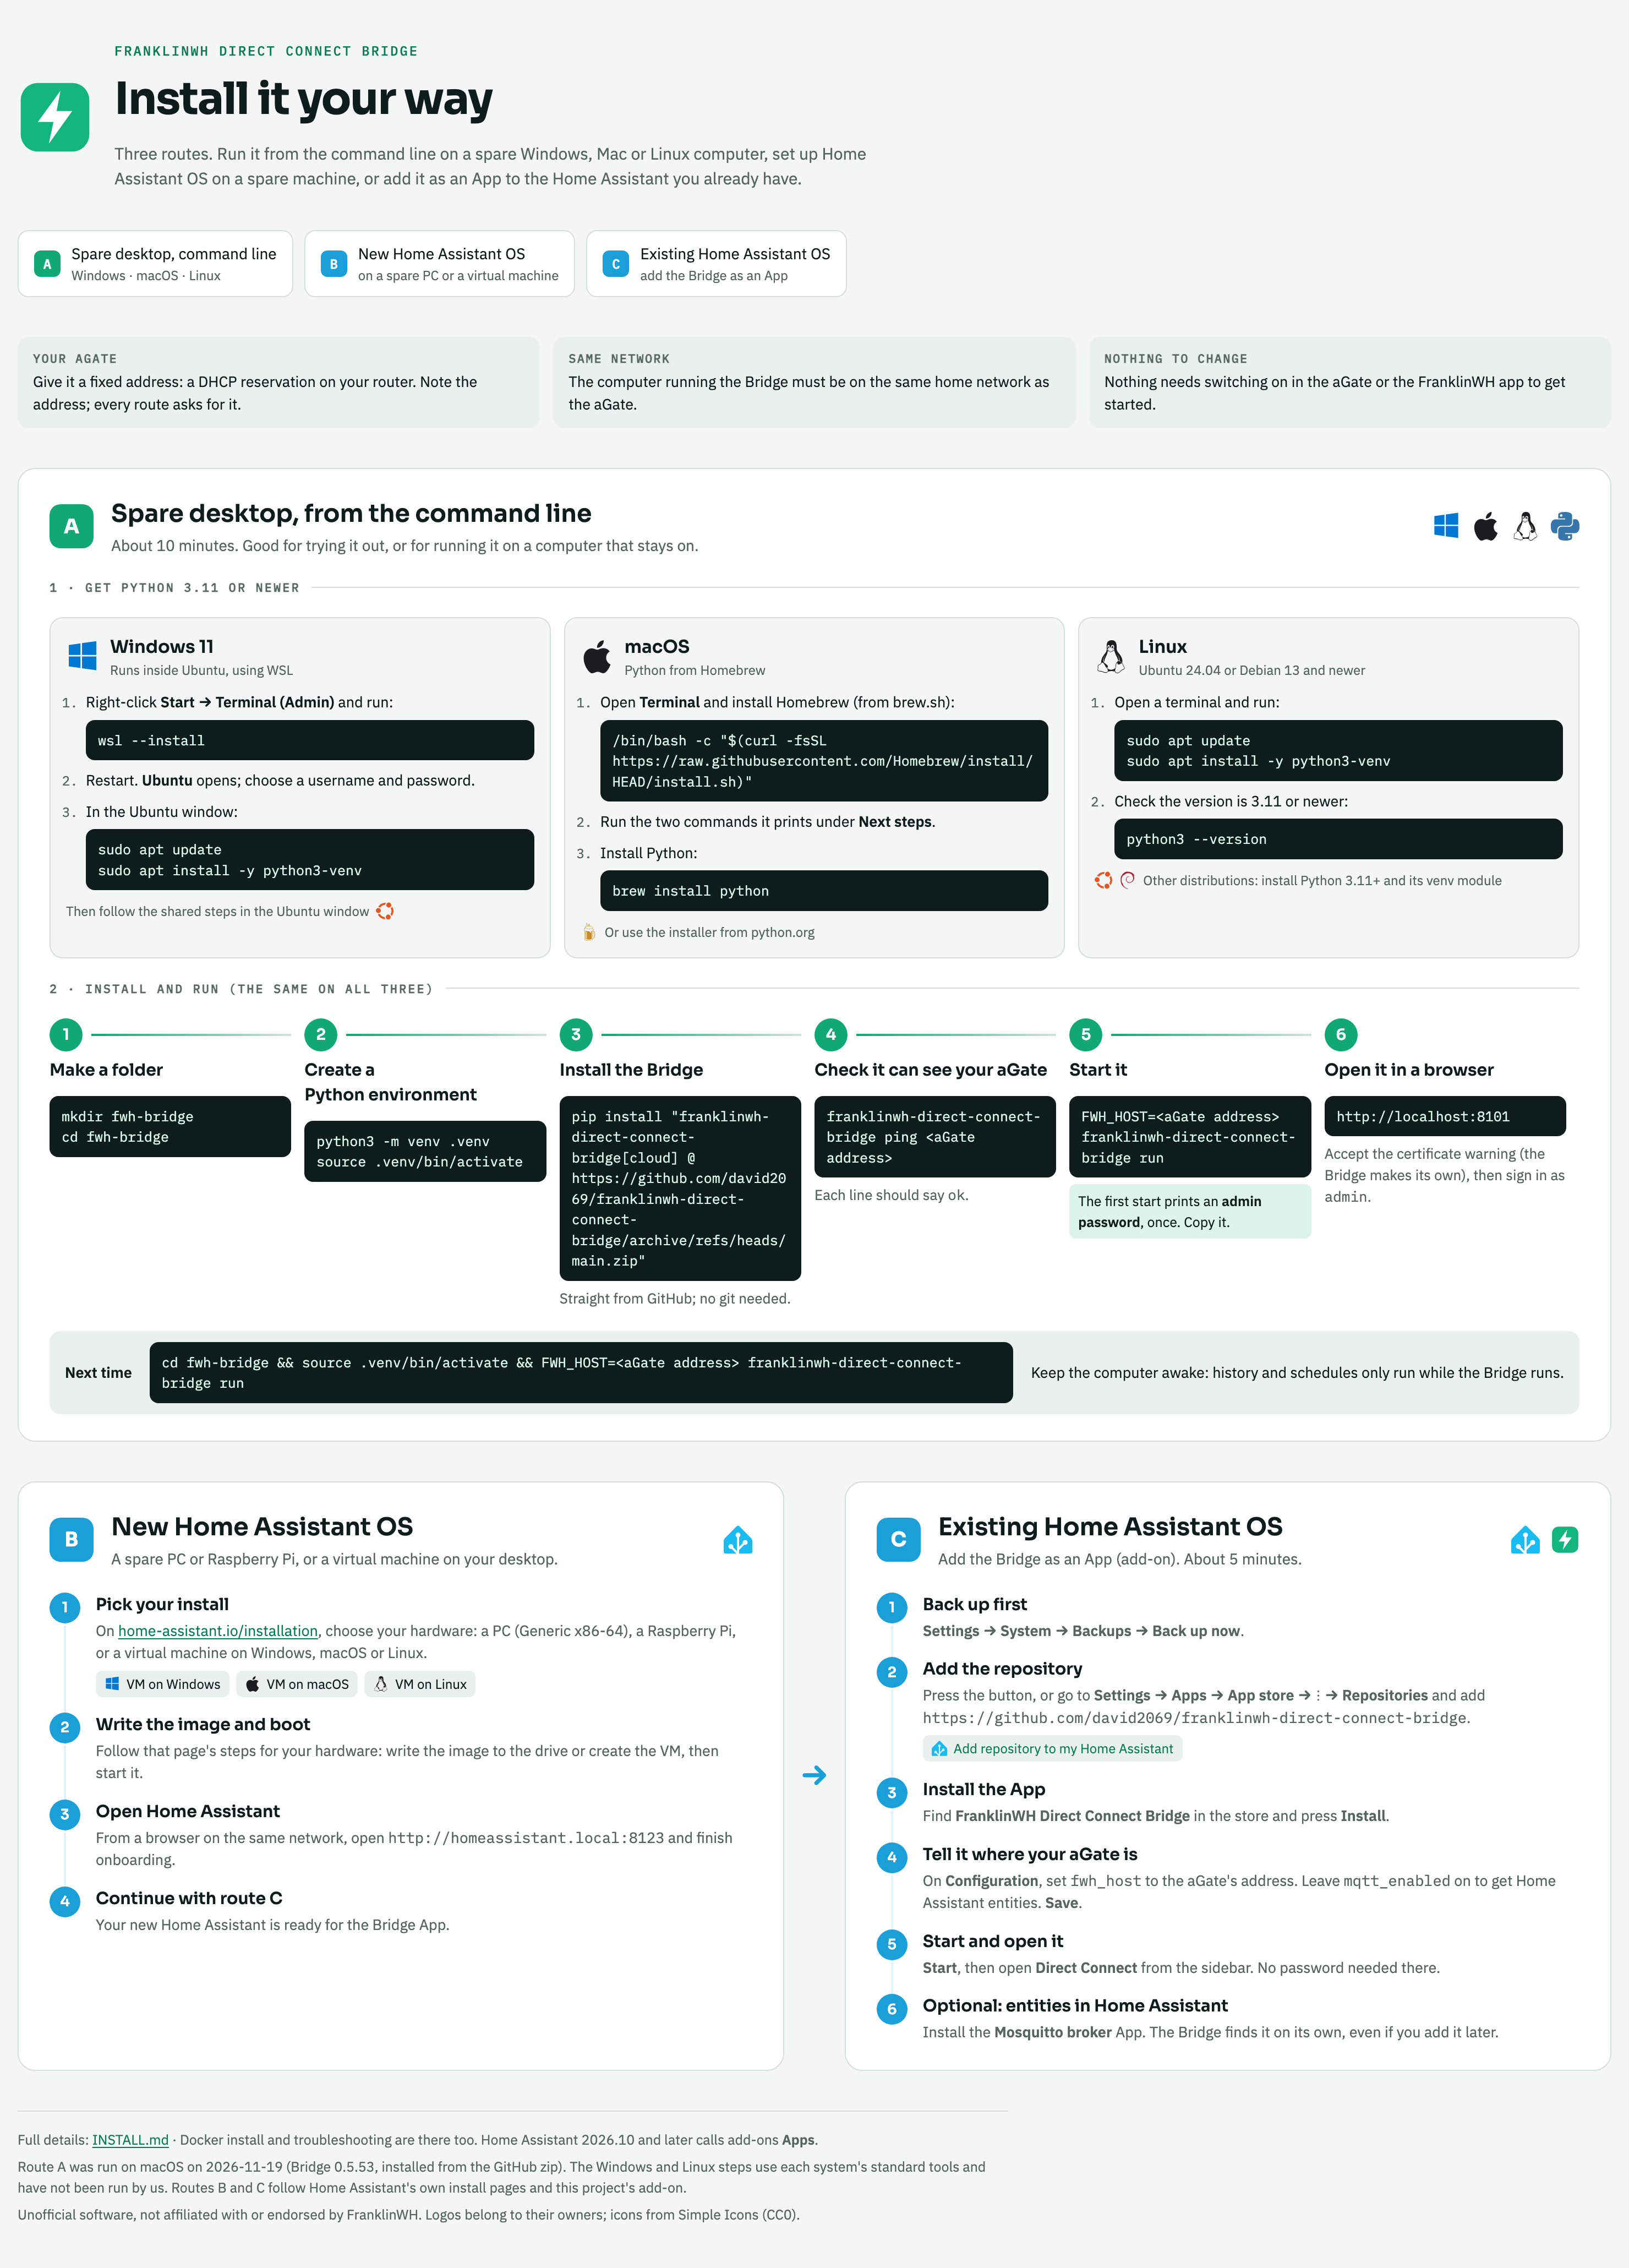 FRANKLINWH DIRECT CONNECT BRIDGE
Install it your way
Three routes. Run it from the command line on a spare Windows, Mac or Linux computer, set up Home
Assistant OS on a spare machine, or add it as an App to the Home Assistant you already have.
A
Spare desktop, command line
Windows · macOS · Linux
B
New Home Assistant OS
on a spare PC or a virtual machine
C
Existing Home Assistant OS
add the Bridge as an App
YOUR AGATE
Give it a fixed address: a DHCP reservation on your router. Note the
address; every route asks for it.
SAME NETWORK
The computer running the Bridge must be on the same home network as
the aGate.
NOTHING TO CHANGE
Nothing needs switching on in the aGate or the FranklinWH app to get
started.
A
Spare desktop, from the command line
About 10 minutes. Good for trying it out, or for running it on a computer that stays on.
1 · GET PYTHON 3.11 OR NEWER
Windows 11
Runs inside Ubuntu, using WSL
1. Right-click Start → Terminal (Admin) and run:
wsl --install
2. Restart. Ubuntu opens; choose a username and password.
3. In the Ubuntu window:
sudo apt update
sudo apt install -y python3-venv
Then follow the shared steps in the Ubuntu window
macOS
Python from Homebrew
1. Open Terminal and install Homebrew (from brew.sh):
/bin/bash -c "$(curl -fsSL
https://raw.githubusercontent.com/Homebrew/install/
HEAD/install.sh)"
2. Run the two commands it prints under Next steps.
3. Install Python:
brew install python
Or use the installer from python.org
Linux
Ubuntu 24.04 or Debian 13 and newer
1. Open a terminal and run:
sudo apt update
sudo apt install -y python3-venv
2. Check the version is 3.11 or newer:
python3 --version
Other distributions: install Python 3.11+ and its venv module
2 · INSTALL AND RUN (THE SAME ON ALL THREE)
1
Make a folder
mkdir fwh-bridge
cd fwh-bridge
2
Create a
Python environment
python3 -m venv .venv
source .venv/bin/activate
3
Install the Bridge
pip install "franklinwh-
direct-connect-
bridge[cloud] @
https://github.com/david20
69/franklinwh-direct-
connect-
bridge/archive/refs/heads/
main.zip"
Straight from GitHub; no git needed.
4
Check it can see your aGate
franklinwh-direct-connect-
bridge ping <aGate
address>
Each line should say ok.
5
Start it
FWH_HOST=<aGate address>
franklinwh-direct-connect-
bridge run
The first start prints an admin
password, once. Copy it.
6
Open it in a browser
http://localhost:8101
Accept the certificate warning (the
Bridge makes its own), then sign in as
admin.
Next time
cd fwh-bridge && source .venv/bin/activate && FWH_HOST=<aGate address> franklinwh-direct-connect-
bridge run
Keep the computer awake: history and schedules only run while the Bridge runs.
B
New Home Assistant OS
A spare PC or Raspberry Pi, or a virtual machine on your desktop.
1
Pick your install
On home-assistant.io/installation, choose your hardware: a PC (Generic x86-64), a Raspberry Pi,
or a virtual machine on Windows, macOS or Linux.
VM on Windows
VM on macOS
VM on Linux
2
Write the image and boot
Follow that page's steps for your hardware: write the image to the drive or create the VM, then
start it.
3
Open Home Assistant
From a browser on the same network, open http://homeassistant.local:8123 and finish
onboarding.
4
Continue with route C
Your new Home Assistant is ready for the Bridge App.
→
C
Existing Home Assistant OS
Add the Bridge as an App (add-on). About 5 minutes.
1
Back up first
Settings → System → Backups → Back up now.
2
Add the repository
Press the button, or go to Settings → Apps → App store → ⋮ → Repositories and add
https://github.com/david2069/franklinwh-direct-connect-bridge.
Add repository to my Home Assistant
3
Install the App
Find FranklinWH Direct Connect Bridge in the store and press Install.
4
Tell it where your aGate is
On Configuration, set fwh_host to the aGate's address. Leave mqtt_enabled on to get Home
Assistant entities. Save.
5
Start and open it
Start, then open Direct Connect from the sidebar. No password needed there.
6
Optional: entities in Home Assistant
Install the Mosquitto broker App. The Bridge finds it on its own, even if you add it later.
Full details: INSTALL.md · Docker install and troubleshooting are there too. Home Assistant 2026.10 and later calls add-ons Apps.
Route A was run on macOS on 2026-11-19 (Bridge 0.5.53, installed from the GitHub zip). The Windows and Linux steps use each system's standard tools and
have not been run by us. Routes B and C follow Home Assistant's own install pages and this project's add-on.
Unofficial software, not affiliated with or endorsed by FranklinWH. Logos belong to their owners; icons from Simple Icons (CC0).